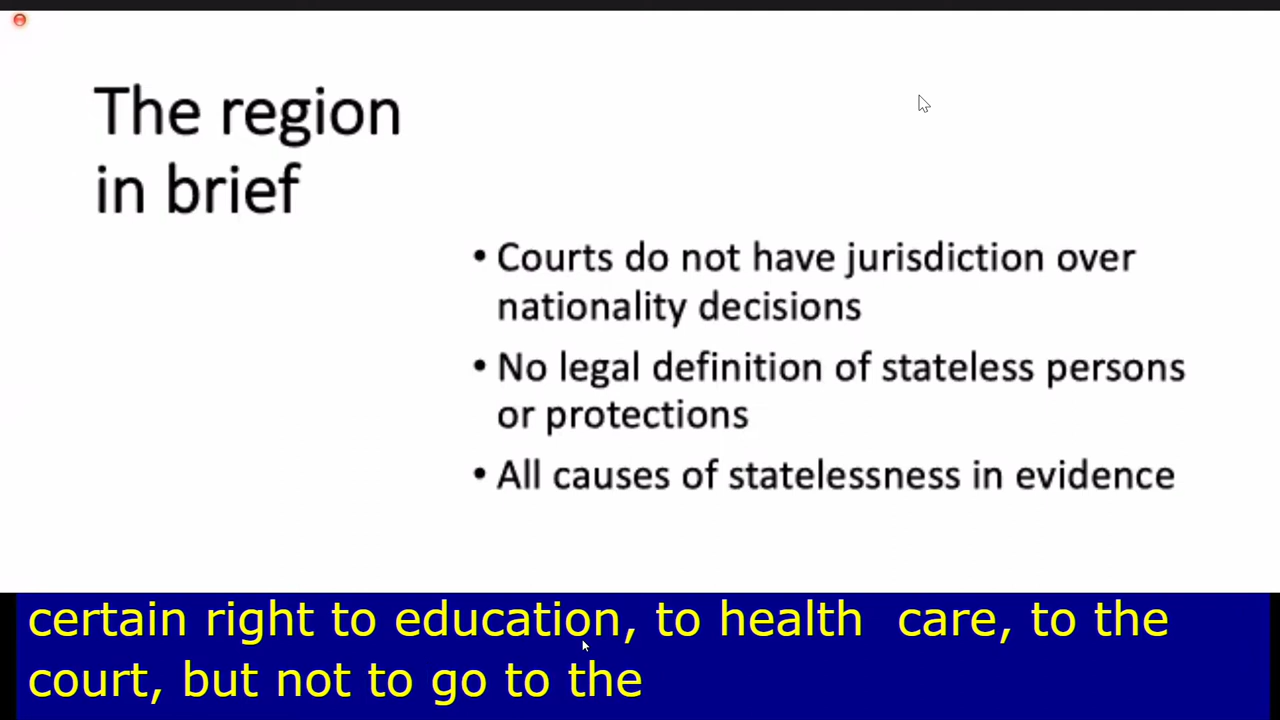 The region
in brief
• Courts do not have jurisdiction over
nationality decisions
• No legal definition of stateless persons
or protections
• All causes of statelessness in evidence
certain right to education, to health  care, to the
court, but not to go to the